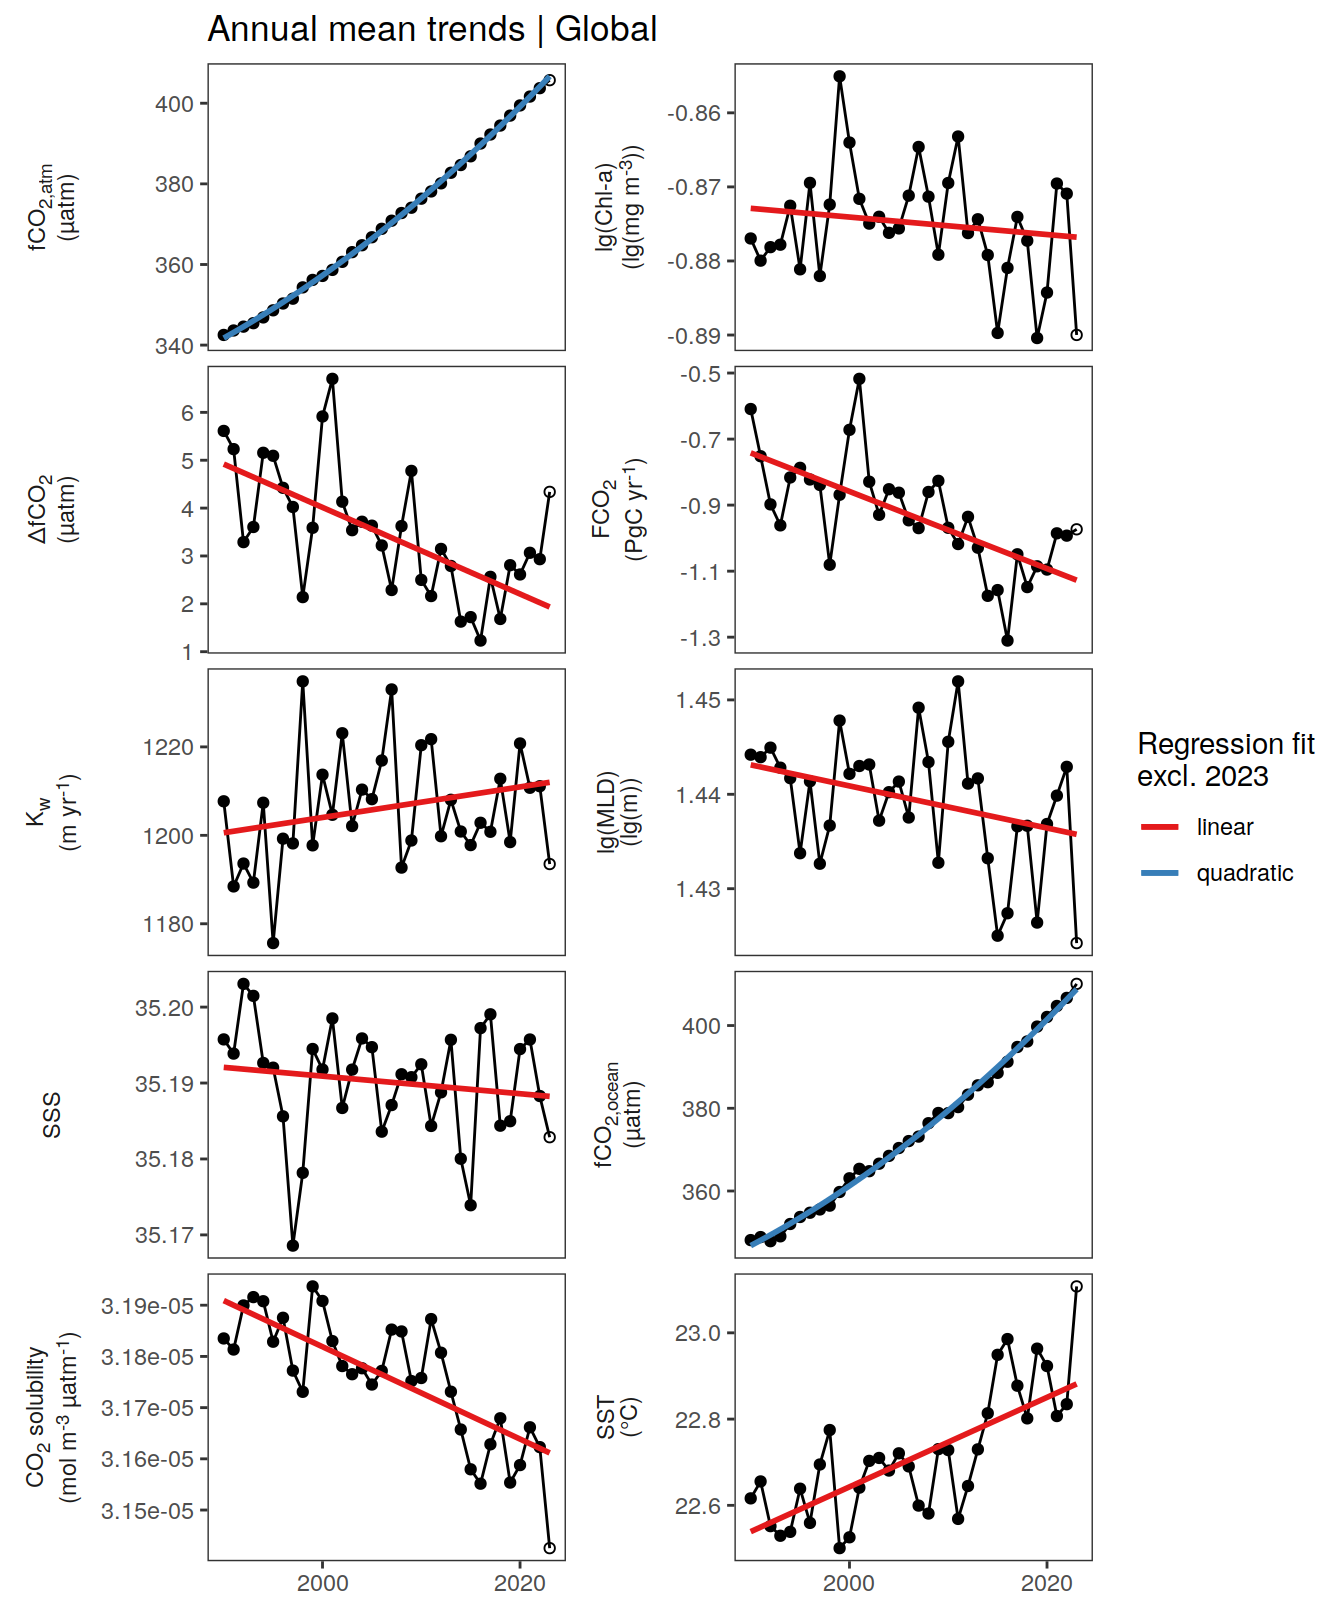 Annual mean trends | Global
fCO2,atm
(µatm)
400
380
360
340
lg(Chl-a)
(lg(mg m-3))
-0.86
-0.87
-0.88
-0.89
ΔfCO2
(µatm)
6
5
4
3
2
1
FCO2
(PgC yr-1)
-0.5
-0.7
-0.9
-1.1
-1.3
Kw
(m yr-1)
1220
1200
1180
lg(MLD)
(lg(m))
1.45
1.44
1.43
SSS
35.20
35.19
35.18
35.17
fCO2,ocean
(µatm)
400
380
360
CO2 solubility
(mol m-3 µatm-1)
3.19e-05
3.18e-05
3.17e-05
3.16e-05
3.15e-05
SST
(°C)
23.0
22.8
22.6
2000 2020
2000 2020
Regression fit
excl. 2023
linear
quadratic